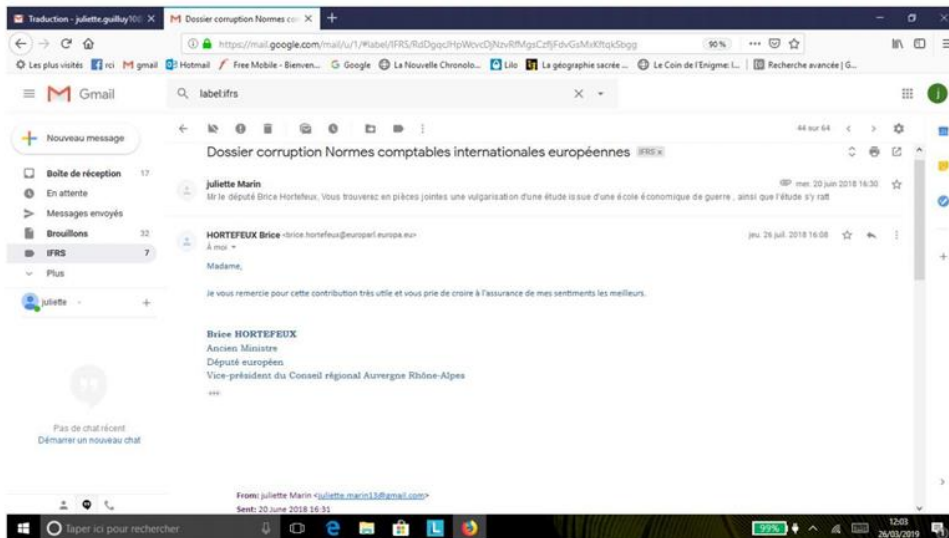 Traduction - juliette.guilluy10
Dossier corruption Normes co
https://mail.google.com/mail/u/1/#label/IFRS/
90 %
Les plus visités rci M gmail Hotmail Free Mobile - Bienven... Google La Nouvelle Chronolo... Lilo La géographie sacrée ... Le Coin de l'Enigme: l... Recherche avancée | G...
Gmail
label:ifrs
j
Nouveau message
44 sur 64
Boîte de réception 17
En attente
Messages envoyés
Brouillons 32
IFRS 7
Plus
juliette
Pas de chat récent
Démarrer un nouveau chat
Dossier corruption Normes comptables internationales européennes IFRS x
juliette Marin
mer. 20 juin 2018 16:30
Mr le député Brice Hortefeux, Vous trouverez en pièces jointes une vulgarisation d'une étude issue d'une école économique de guerre , ainsi que l'étude s'y ratt
HORTEFEUX Brice <brice.hortefeux@europarl.europa.eu>
jeu. 26 juil. 2018 16:08
À moi
Madame,
Je vous remercie pour cette contribution très utile et vous prie de croire à l'assurance de mes sentiments les meilleurs.
Brice HORTEFEUX
Ancien Ministre
Député européen
Vice-président du Conseil régional Auvergne Rhône-Alpes
From: juliette Marin <juliette.marin13@gmail.com>
Sent: 20 June 2018 16:31
Taper ici pour rechercher
99%
12:03
26/03/2019